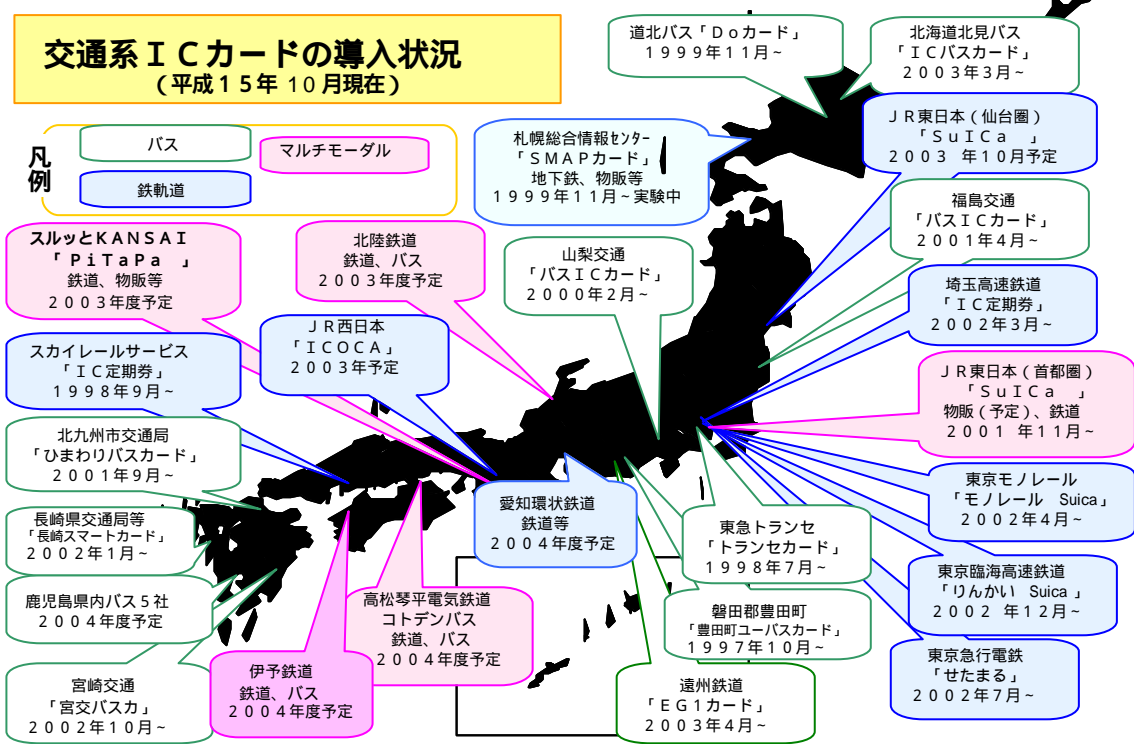 交通系ＩＣカードの導入状況
（平成１５年 10 月現在）
凡例
バス
マルチモーダル
鉄軌道
道北バス「Ｄｏカード」
１９９９年１１月～
北海道北見バス
「ＩＣバスカード」
２００３年３月～
札幌総合情報ｾﾝﾀｰ
「ＳＭＡＰカード」
地下鉄、物販等
１９９９年１１月～実験中
ＪＲ東日本（仙台圏）
「ＳｕＩＣａ 」
２００３ 年１０月予定
福島交通
「バスＩＣカード」
２００１年４月～
スルッとＫＡＮＳＡＩ
「 ＰｉＴａＰａ 」
鉄道、物販等
２００３年度予定
北陸鉄道
鉄道、バス
２００３年度予定
山梨交通
「バスＩＣカード」
２０００年２月～
埼玉高速鉄道
「ＩＣ定期券」
２００２年３月～
スカイレールサービス
「ＩＣ定期券」
１９９８年９月～
ＪＲ西日本
「ＩＣＯＣＡ」
２００３年予定
ＪＲ東日本（首都圏）
「ＳｕＩＣａ 」
物販（予定）、鉄道
２００１ 年１１月～
北九州市交通局
「ひまわりバスカード」
２００１年９月～
東京モノレール
「モノレール Suica」
２００２年４月～
長崎県交通局等
「長崎スマートカード」
２００２年１月～
愛知環状鉄道
鉄道等
２００４年度予定
東急トランセ
「トランセカード」
１９９８年７月～
東京臨海高速鉄道
「りんかい Suica 」
２００２ 年１２月～
鹿児島県内バス５社
２００４年度予定
高松琴平電気鉄道
コトデンバス
鉄道、バス
２００４年度予定
磐田郡豊田町
「豊田町ユーバスカード」
１９９７年１０月～
東京急行電鉄
「せたまる」
２００２年７月～
宮崎交通
「宮交バスカ」
２００２年１０月～
伊予鉄道
鉄道、バス
２００４年度予定
遠州鉄道
「ＥＧ１カード」
２００３年４月～